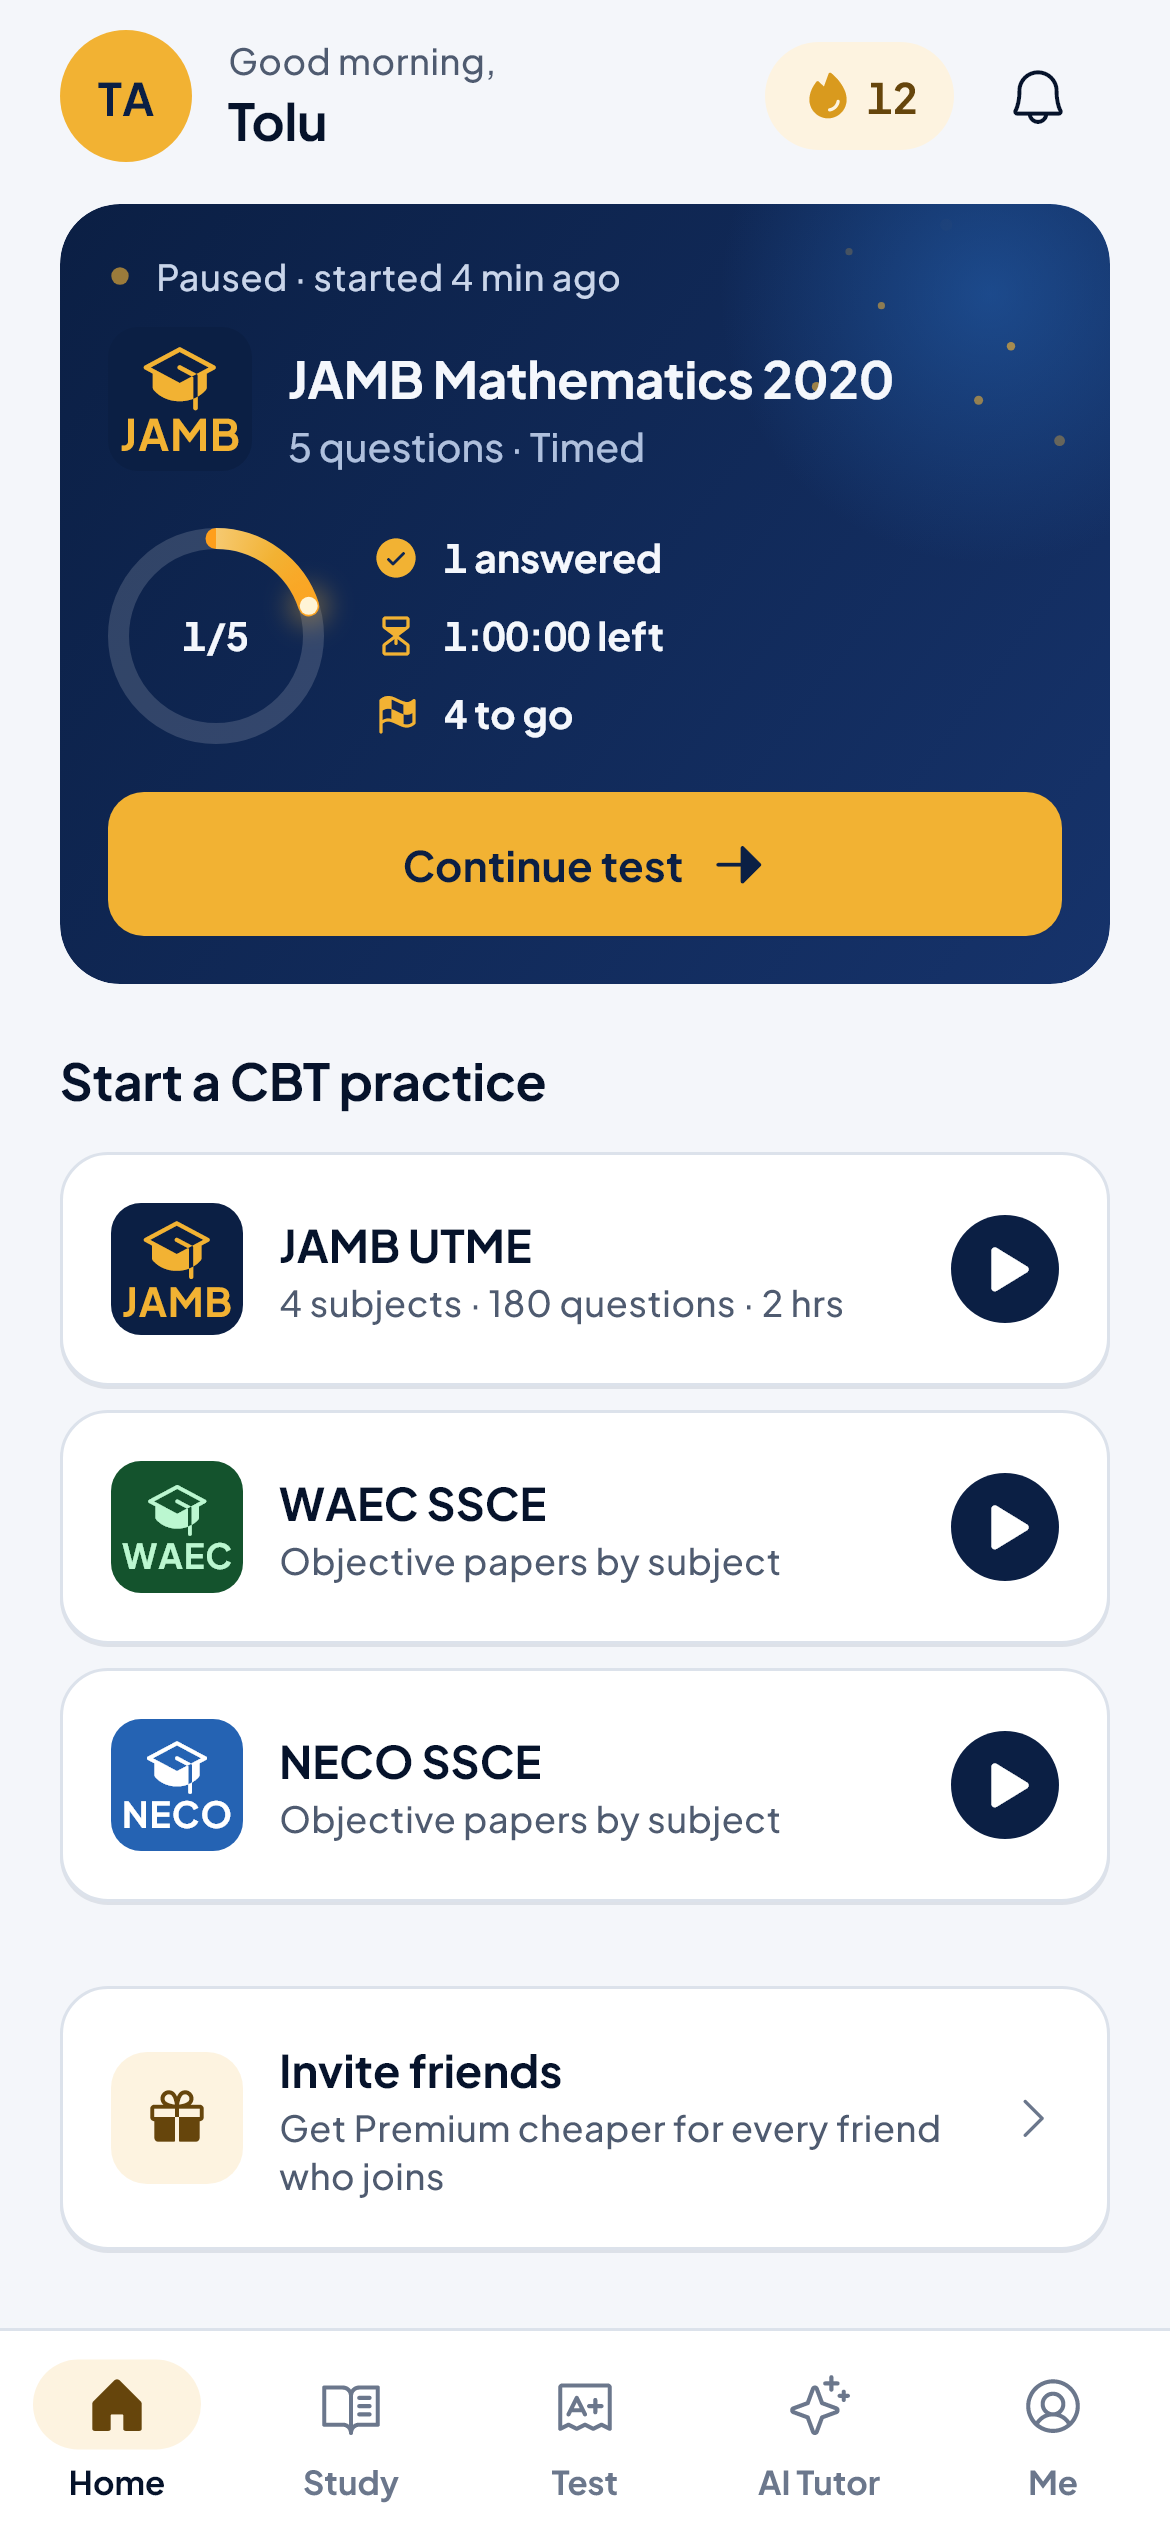 TA
Good morning,
Tolu
12
Paused · started 4 min ago
JAMB
JAMB Mathematics 2020
5 questions · Timed
1/5
1 answered
1:00:00 left
4 to go
Continue test
Start a CBT practice
JAMB
JAMB UTME
4 subjects · 180 questions · 2 hrs
WAEC
WAEC SSCE
Objective papers by subject
NECO
NECO SSCE
Objective papers by subject
Invite friends
Get Premium cheaper for every friend
who joins
A+
Home
Study
Test
AI Tutor
Me